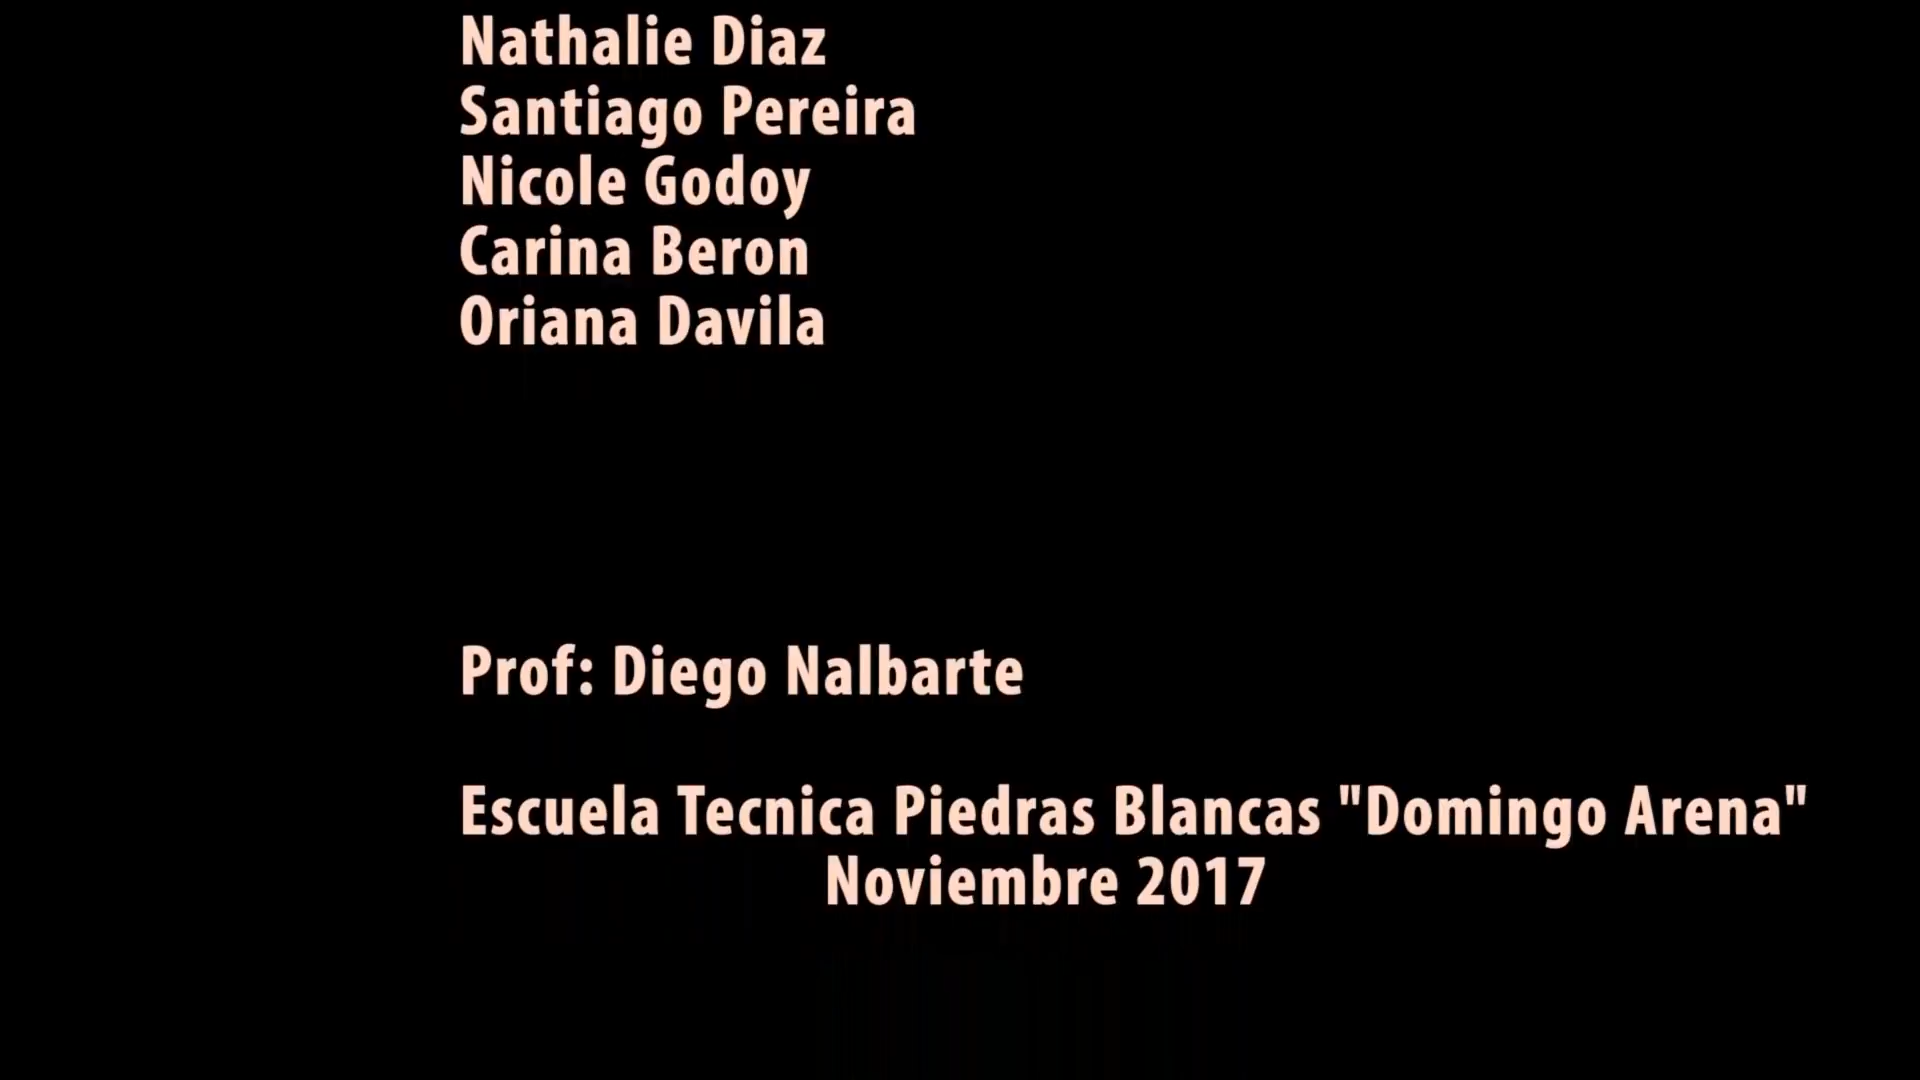 Nathalie Diaz
Santiago Pereira
Nicole Godoy
Carina Beron
Oriana Davila
Prof: Diego Nalbarte
Escuela Tecnica Piedras Blancas "Domingo Arena"
Noviembre 2017